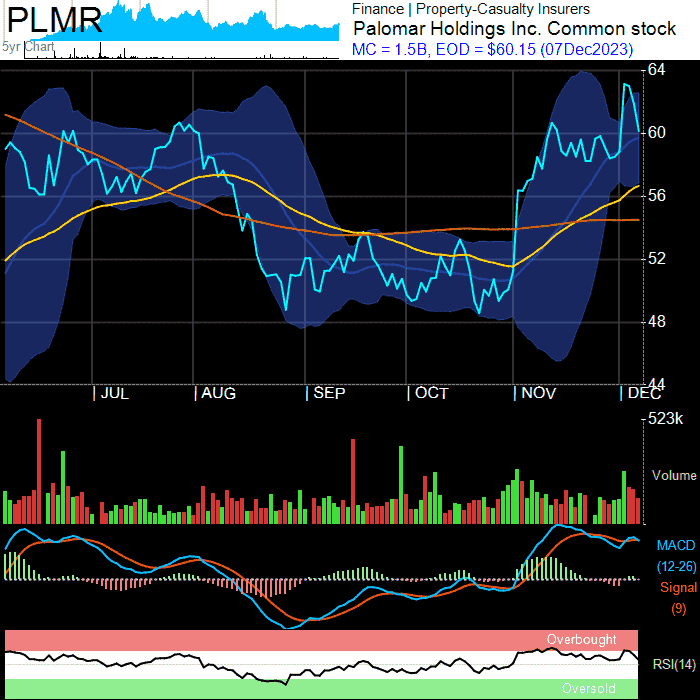 PLMR
5yr Chart
Finance | Property-Casualty Insurers
Palomar Holdings Inc. Common stock
MC = 1.5B, EOD = $60.15 (07Dec2023)
64
60
56
52
48
44
JUL AUG SEP OCT NOV DEC
523k
Volume
MACD
(12-26)
Signal
(9)
Overbought
RSI(14)
Oversold